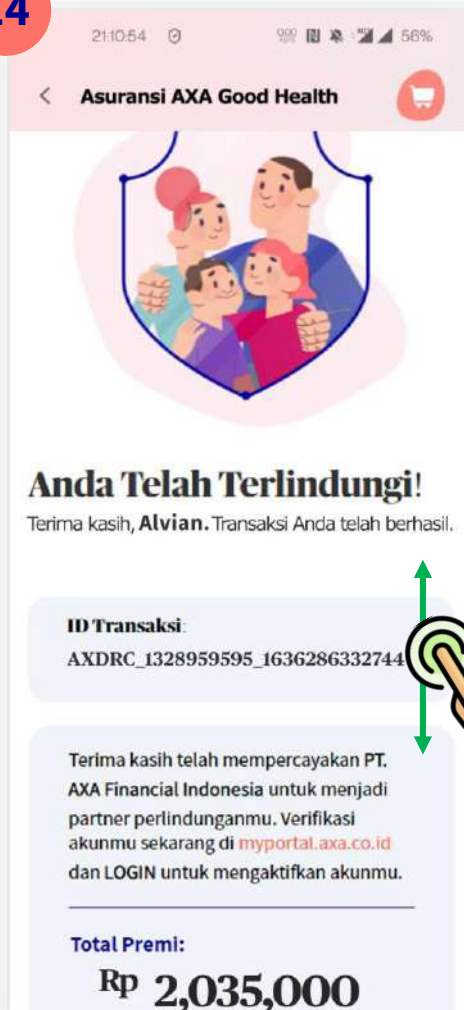 14
21:10:54 56%
Asuransi AXA Good Health
Anda Telah Terlindungi!
Terima kasih, Alvian. Transaksi Anda telah berhasil.
ID Transaksi:
AXDRC_1328959595_1636286332744
Terima kasih telah mempercayakan PT.
AXA Financial Indonesia untuk menjadi
partner perlindunganmu. Verifikasi
akunmu sekarang di myportal.axa.co.id
dan LOGIN untuk mengaktifkan akunmu.
Total Premi:
Rp 2,035,000